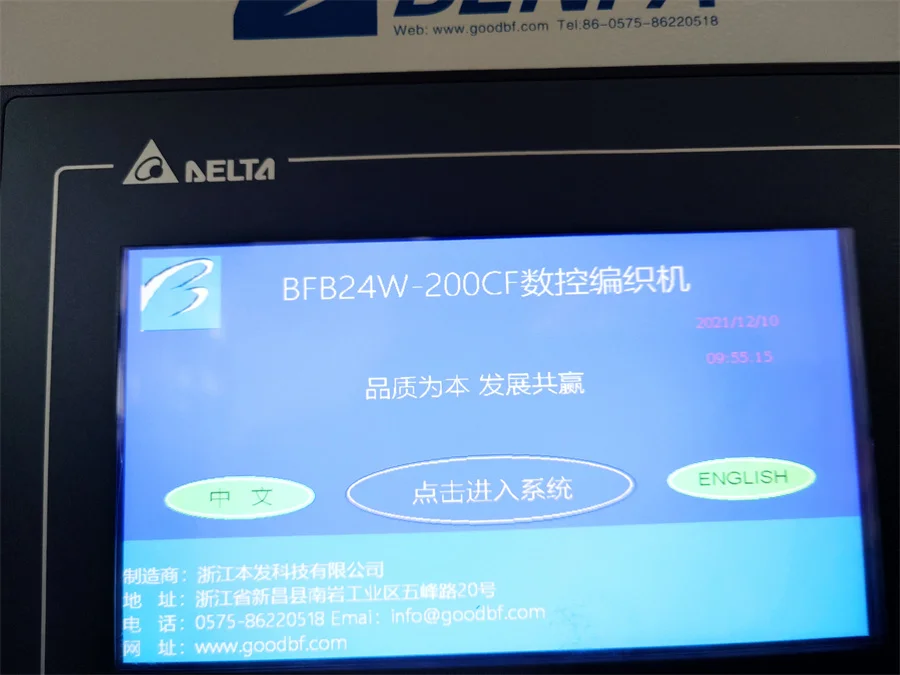 Web: www.goodbf.com Tel:86-0575-86220518
DELTA
BFB24W-200CF数控编织机
2021/12/10
09:55.15
品质为本 发展共赢
中 文
点击进入系统
ENGLISH
制造商：浙江本发科技有限公司
地 址：浙江省新昌县南岩工业区五峰路20号
电 话：0575-86220518 Emai：info@goodbf.com
网 址：www.goodbf.com